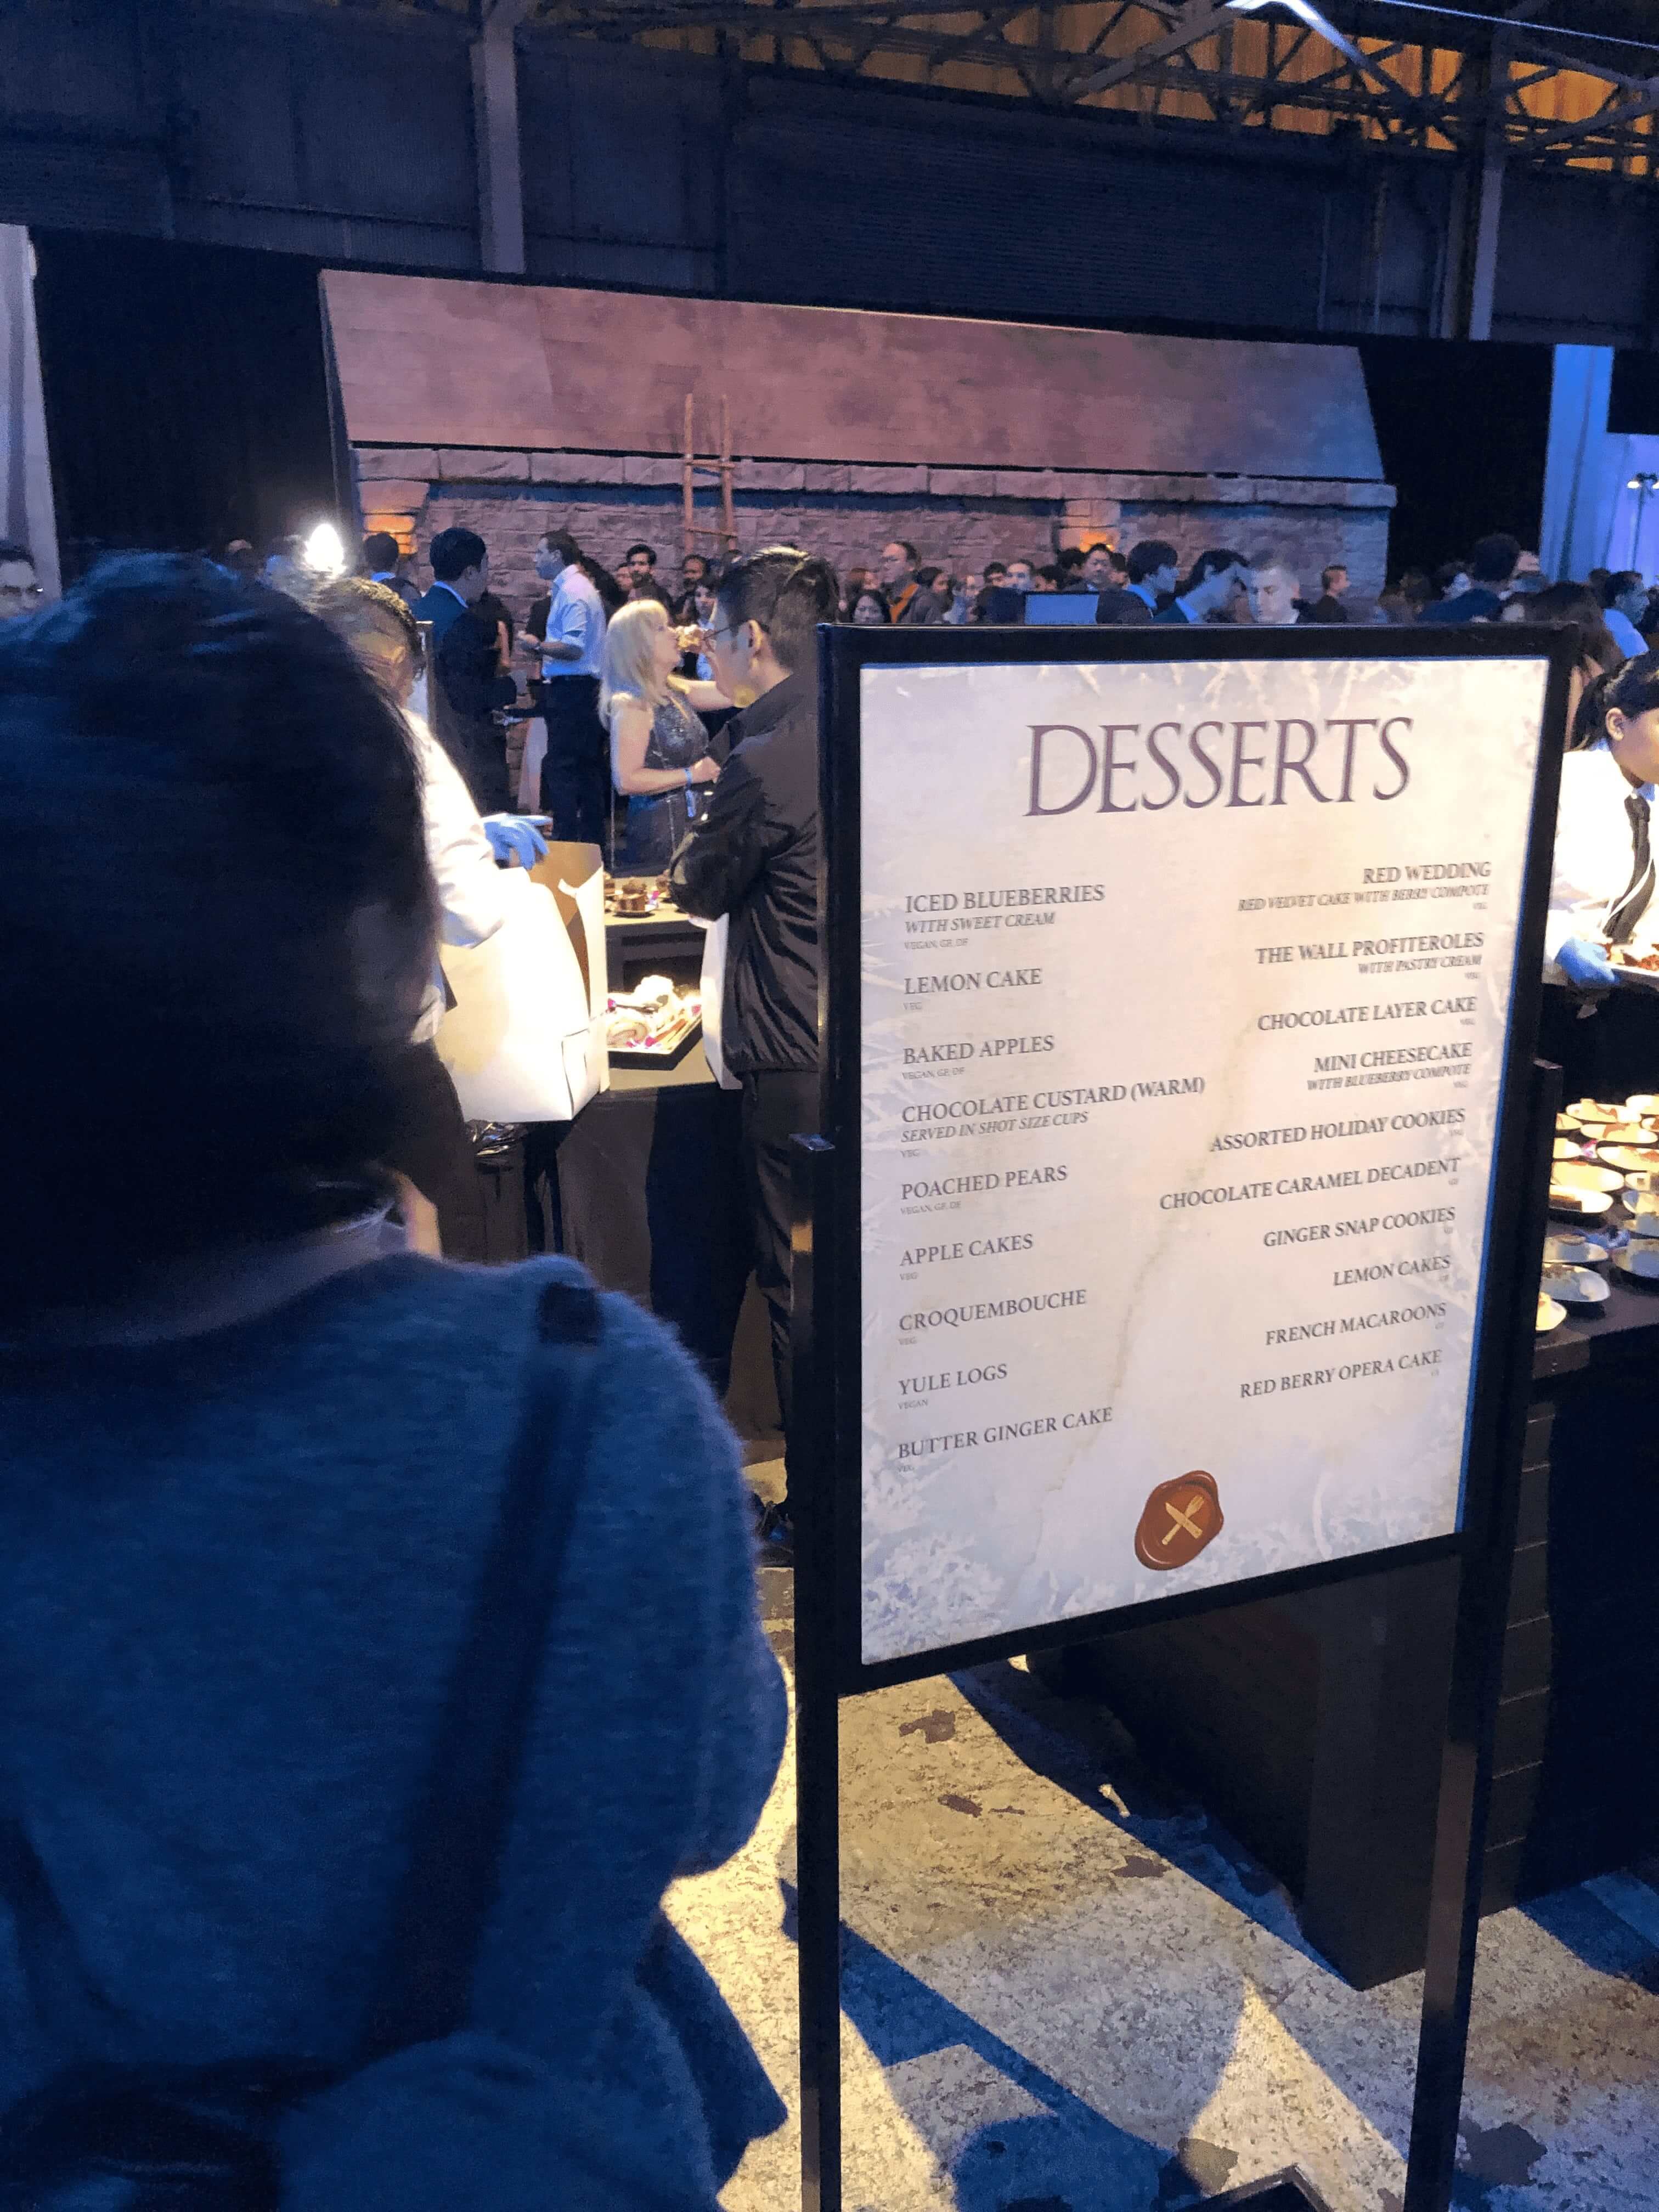 DESSERTS
ICED BLUEBERRIES
WITH SWEET CREAM
VEGAN, GF, DF
LEMON CAKE
VEG
BAKED APPLES
VEGAN, GF, DF
CHOCOLATE CUSTARD (WARM)
SERVED IN SHOT SIZE CUPS
VEG
POACHED PEARS
VEGAN, GF, DF
APPLE CAKES
VEG
CROQUEMBOUCHE
VEG
YULE LOGS
VEGAN
BUTTER GINGER CAKE
VEG
RED WEDDING
RED VELVET CAKE WITH BERRY COMPOTE
VEG
THE WALL PROFITEROLES
WITH PASTRY CREAM
VEG
CHOCOLATE LAYER CAKE
VEG
MINI CHEESECAKE
WITH BLUEBERRY COMPOTE
VEG
ASSORTED HOLIDAY COOKIES
VEG
CHOCOLATE CARAMEL DECADENT
GINGER SNAP COOKIES
LEMON CAKES
FRENCH MACAROONS
RED BERRY OPERA CAKE